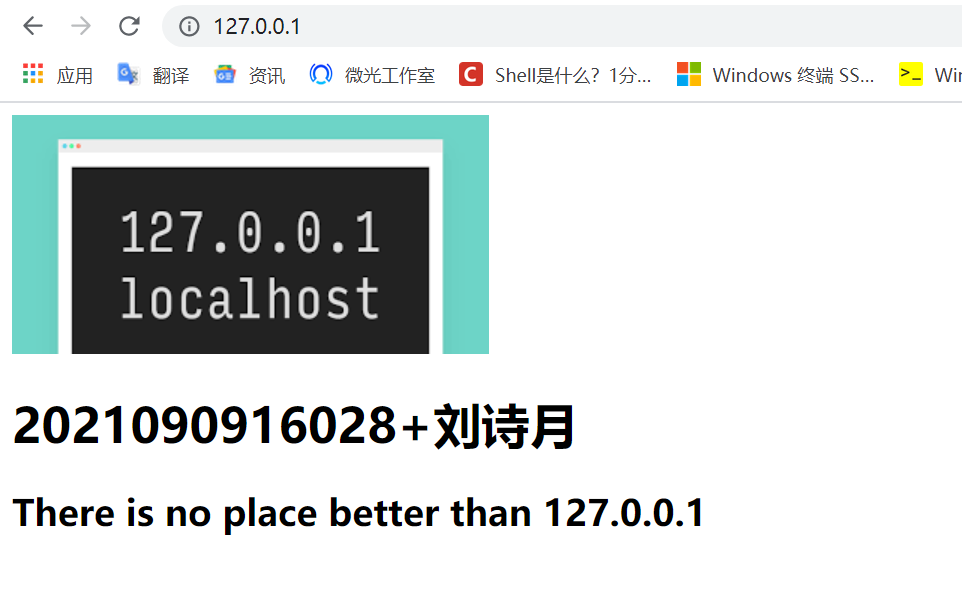 127.0.0.1
应用 翻译 资讯 微光工作室 Shell是什么？1分... Windows 终端 SS...
127.0.0.1
localhost
2021090916028+刘诗月
There is no place better than 127.0.0.1